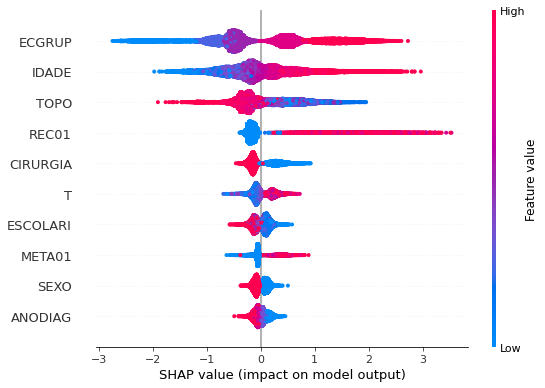 High
ECGRUP
IDADE
TOPO
REC01
CIRURGIA
T
ESCOLARI
META01
SEXO
ANODIAG
Feature value
Low
−3 −2 −1 0 1 2 3
SHAP value (impact on model output)